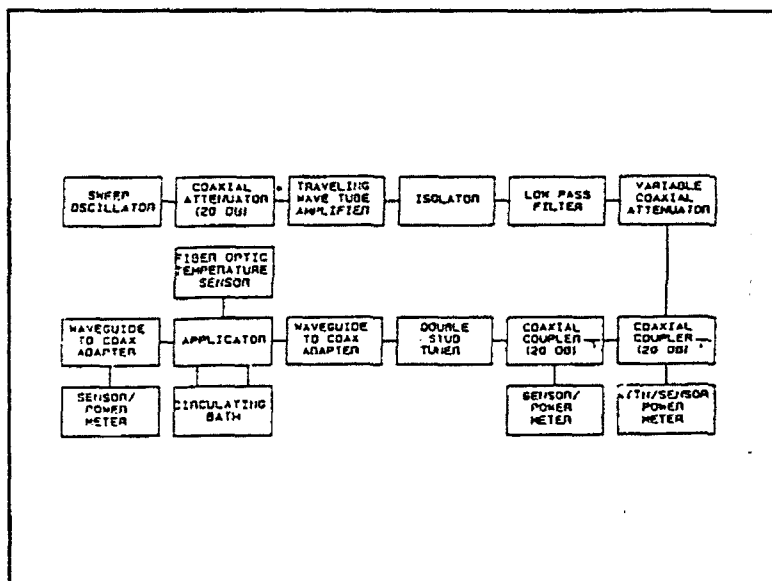 SWEEP
OSCILLATOR
COAXIAL
ATTENUATOR
(20 DB)
TRAVELING
WAVE TUBE
AMPLIFIER
ISOLATOR
LOW PASS
FILTER
VARIABLE
COAXIAL
ATTENUATOR
FIBER OPTIC
TEMPERATURE
SENSOR
WAVEGUIDE
TO COAX
ADAPTER
APPLICATOR
WAVEGUIDE
TO COAX
ADAPTER
DOUBLE
STUD
TUNER
COAXIAL
COUPLER
(20 DB)
COAXIAL
COUPLER
(20 DB)
SENSOR/
POWER
METER
CIRCULATING
BATH
SENSOR/
POWER
METER
ATTN/SENSOR
POWER
METER